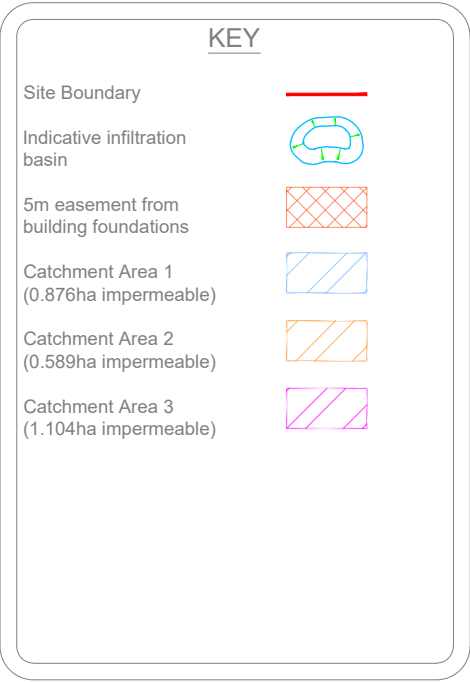 KEY
Site Boundary
Indicative infiltration
basin
5m easement from
building foundations
Catchment Area 1
(0.876ha impermeable)
Catchment Area 2
(0.589ha impermeable)
Catchment Area 3
(1.104ha impermeable)